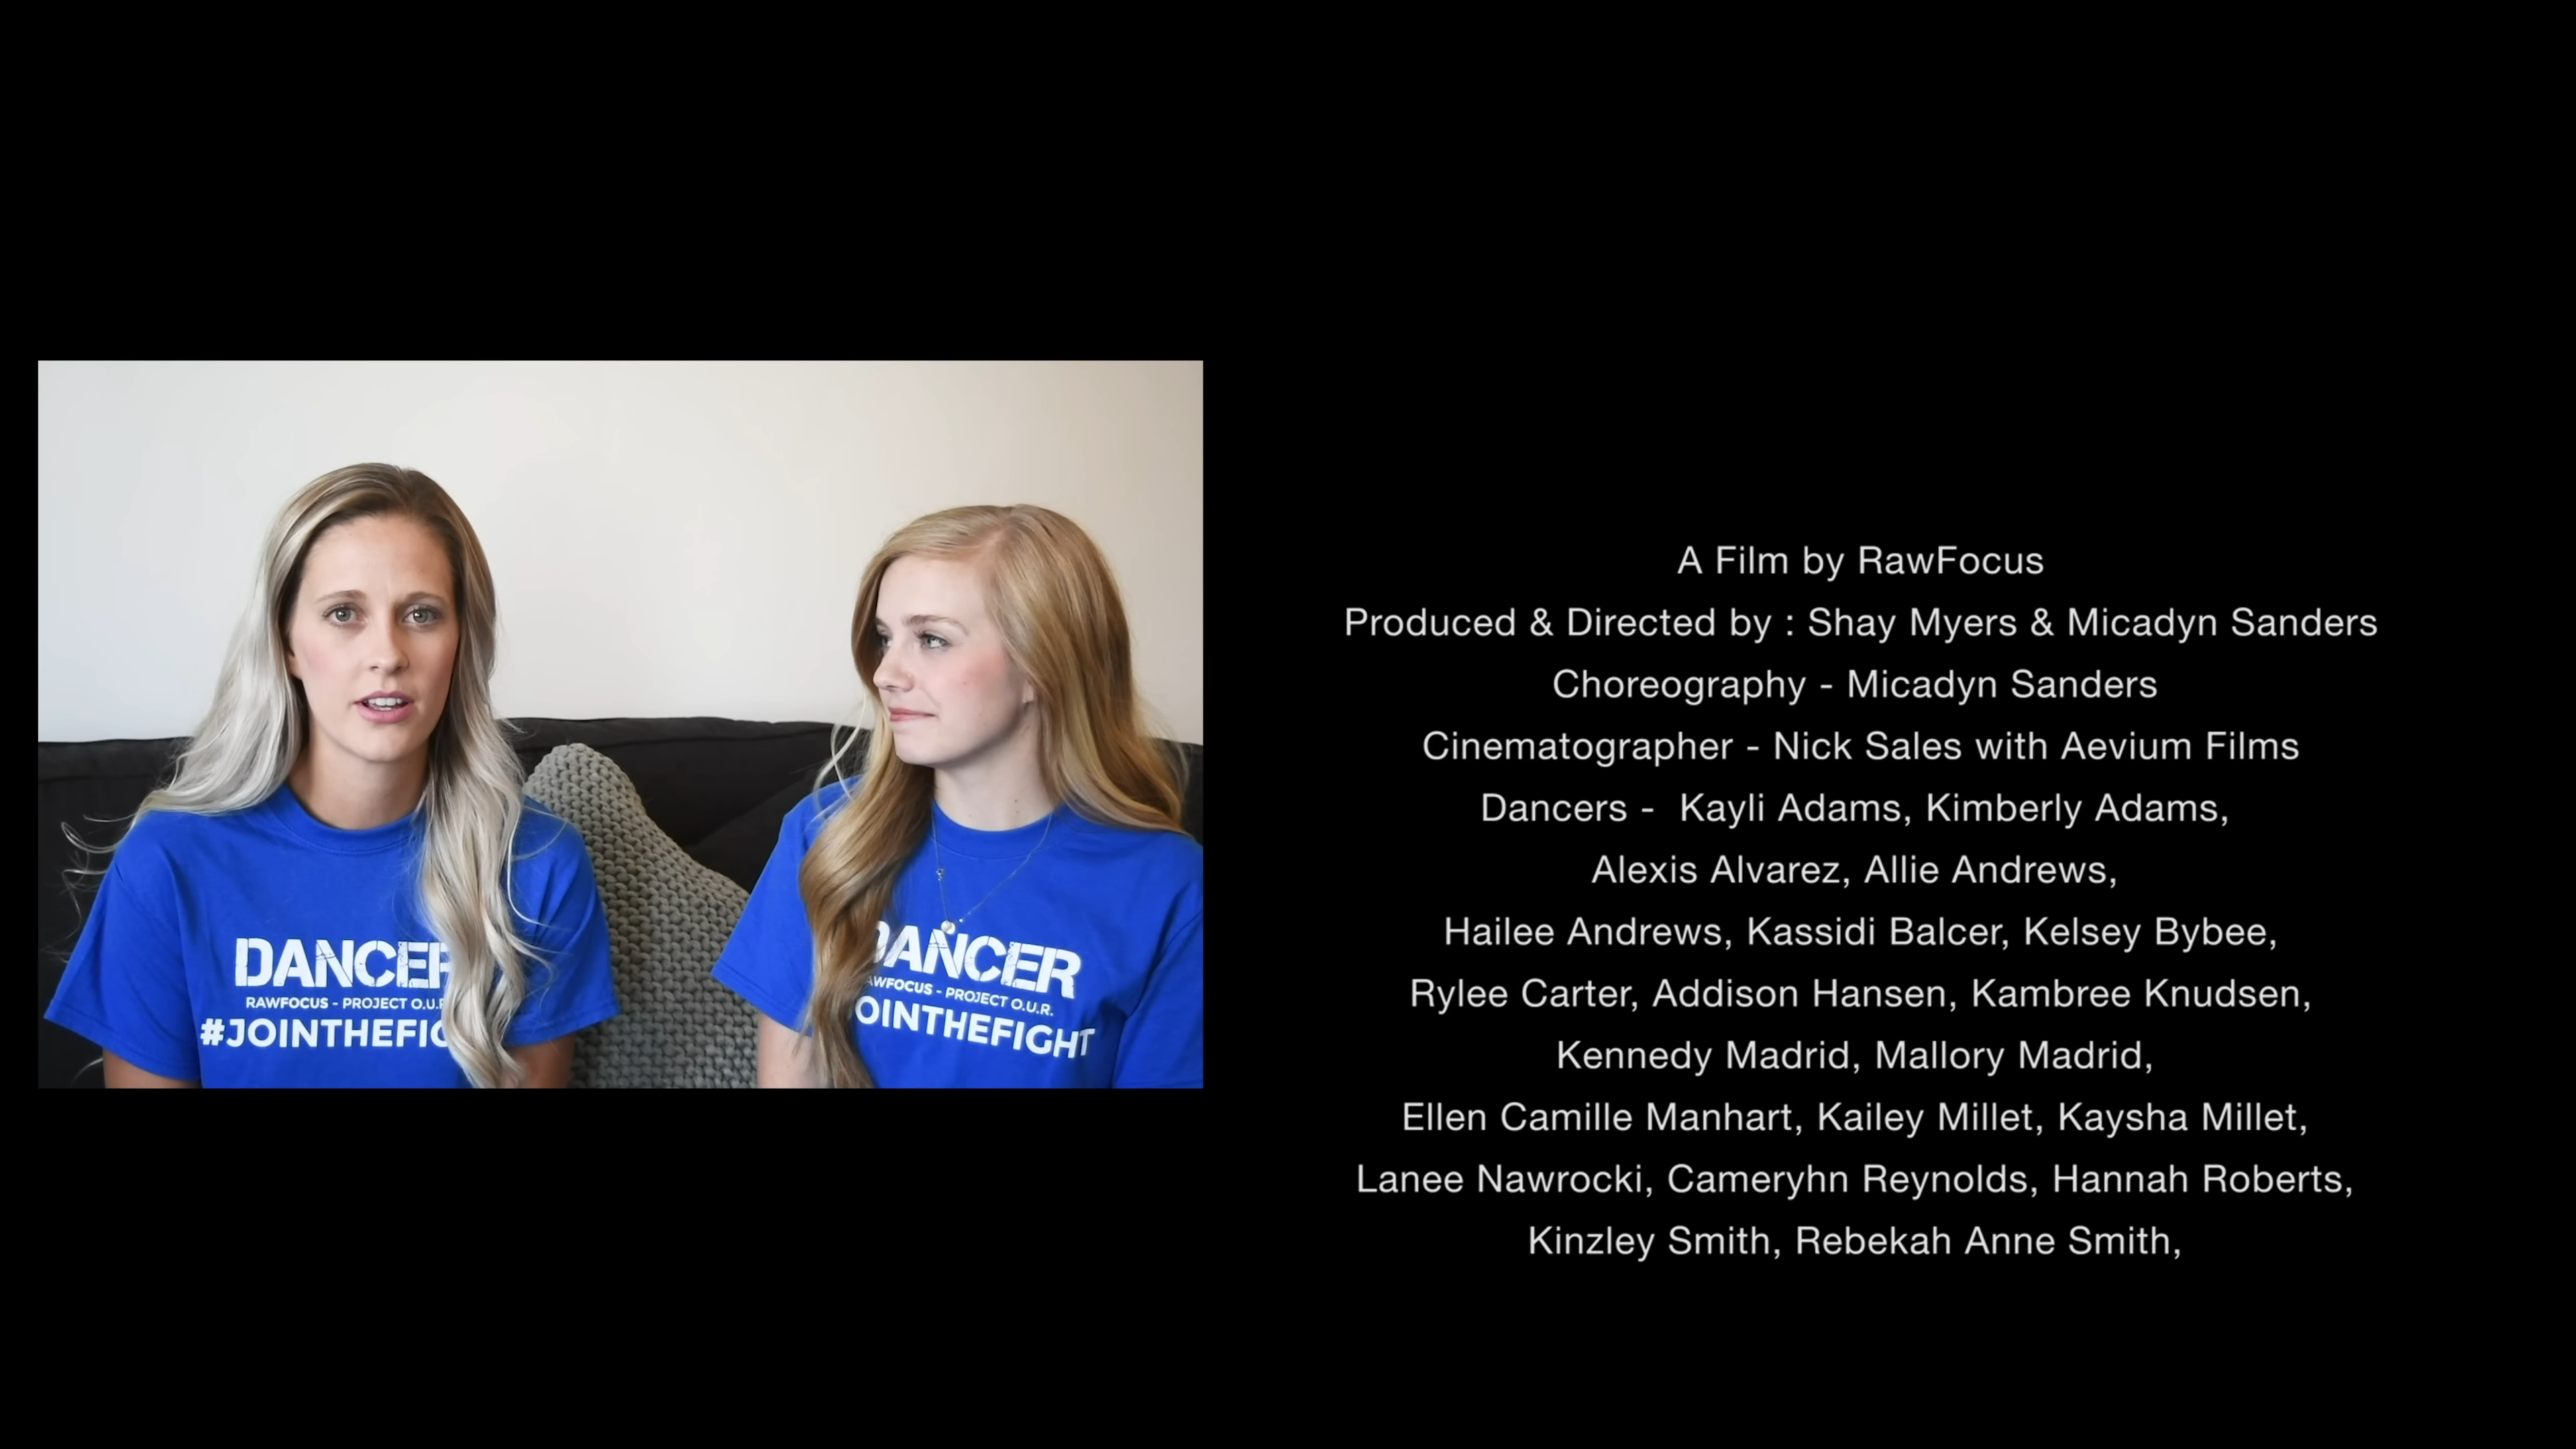 DANCER
RAWFOCUS - PROJECT O.U.R
#JOINTHEFIG
DANCER
AWFOCUS - PROJECT O.U.R.
OINTHEFIGHT
A Film by RawFocus
Produced & Directed by : Shay Myers & Micadyn Sanders
Choreography - Micadyn Sanders
Cinematographer - Nick Sales with Aevium Films
Dancers -  Kayli Adams, Kimberly Adams,
Alexis Alvarez, Allie Andrews,
Hailee Andrews, Kassidi Balcer, Kelsey Bybee,
Rylee Carter, Addison Hansen, Kambree Knudsen,
Kennedy Madrid, Mallory Madrid,
Ellen Camille Manhart, Kailey Millet, Kaysha Millet,
Lanee Nawrocki, Cameryhn Reynolds, Hannah Roberts,
Kinzley Smith, Rebekah Anne Smith,